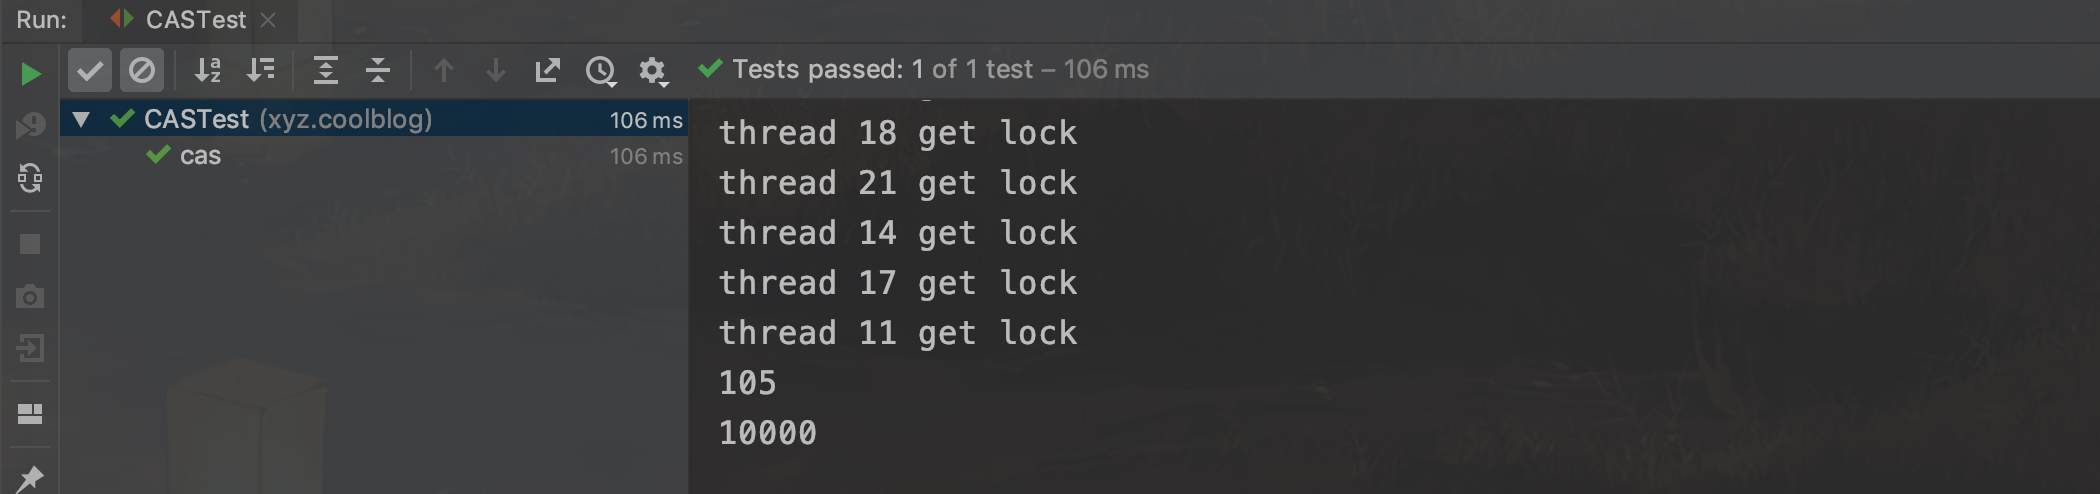 Run: CASTest
Tests passed: 1 of 1 test – 106 ms
CASTest (xyz.coolblog) 106 ms
cas 106 ms
thread 18 get lock
thread 21 get lock
thread 14 get lock
thread 17 get lock
thread 11 get lock
105
10000